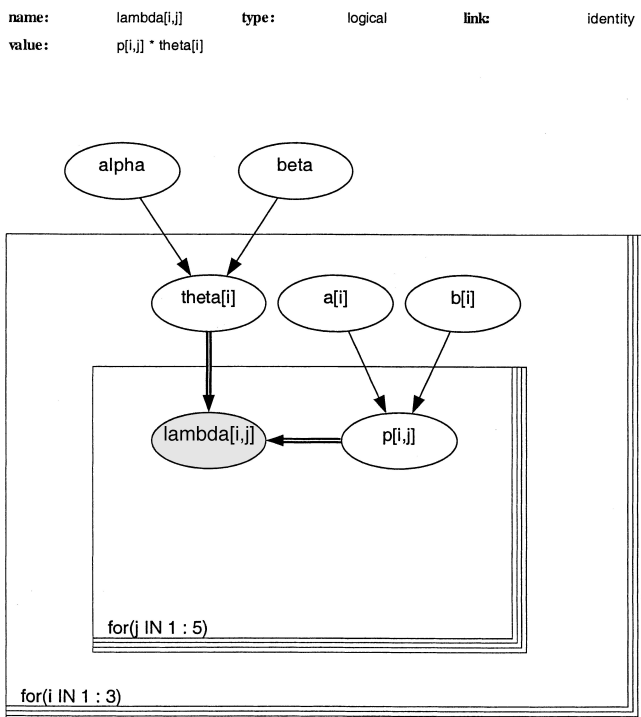 name: lambda[i,j] type: logical link: identity
value: p[i,j] * theta[i]
alpha beta
theta[i] a[i] b[i]
lambda[i,j] p[i,j]
for(j IN 1 : 5)
for(i IN 1 : 3)